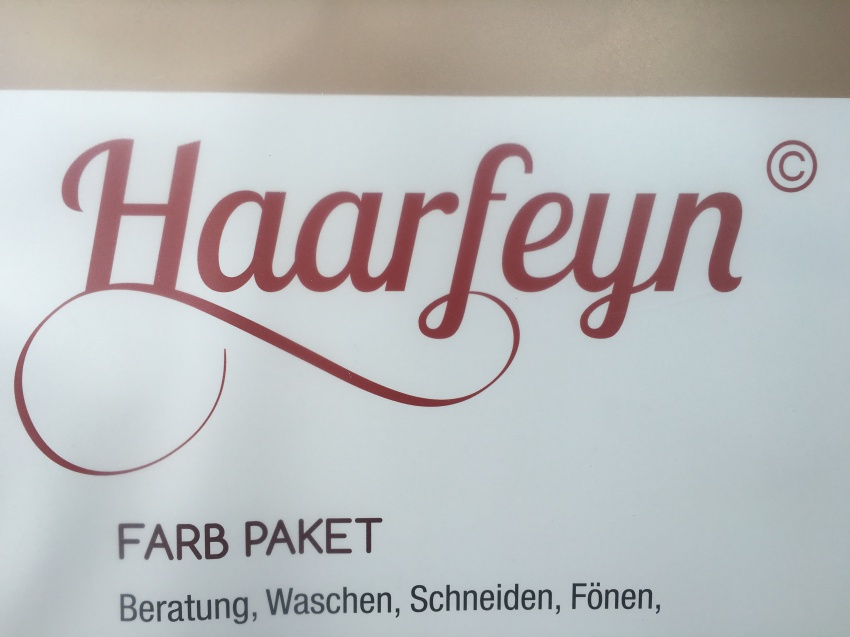 Haarfeyn ©
FARB PAKET
Beratung, Waschen, Schneiden, Fönen,